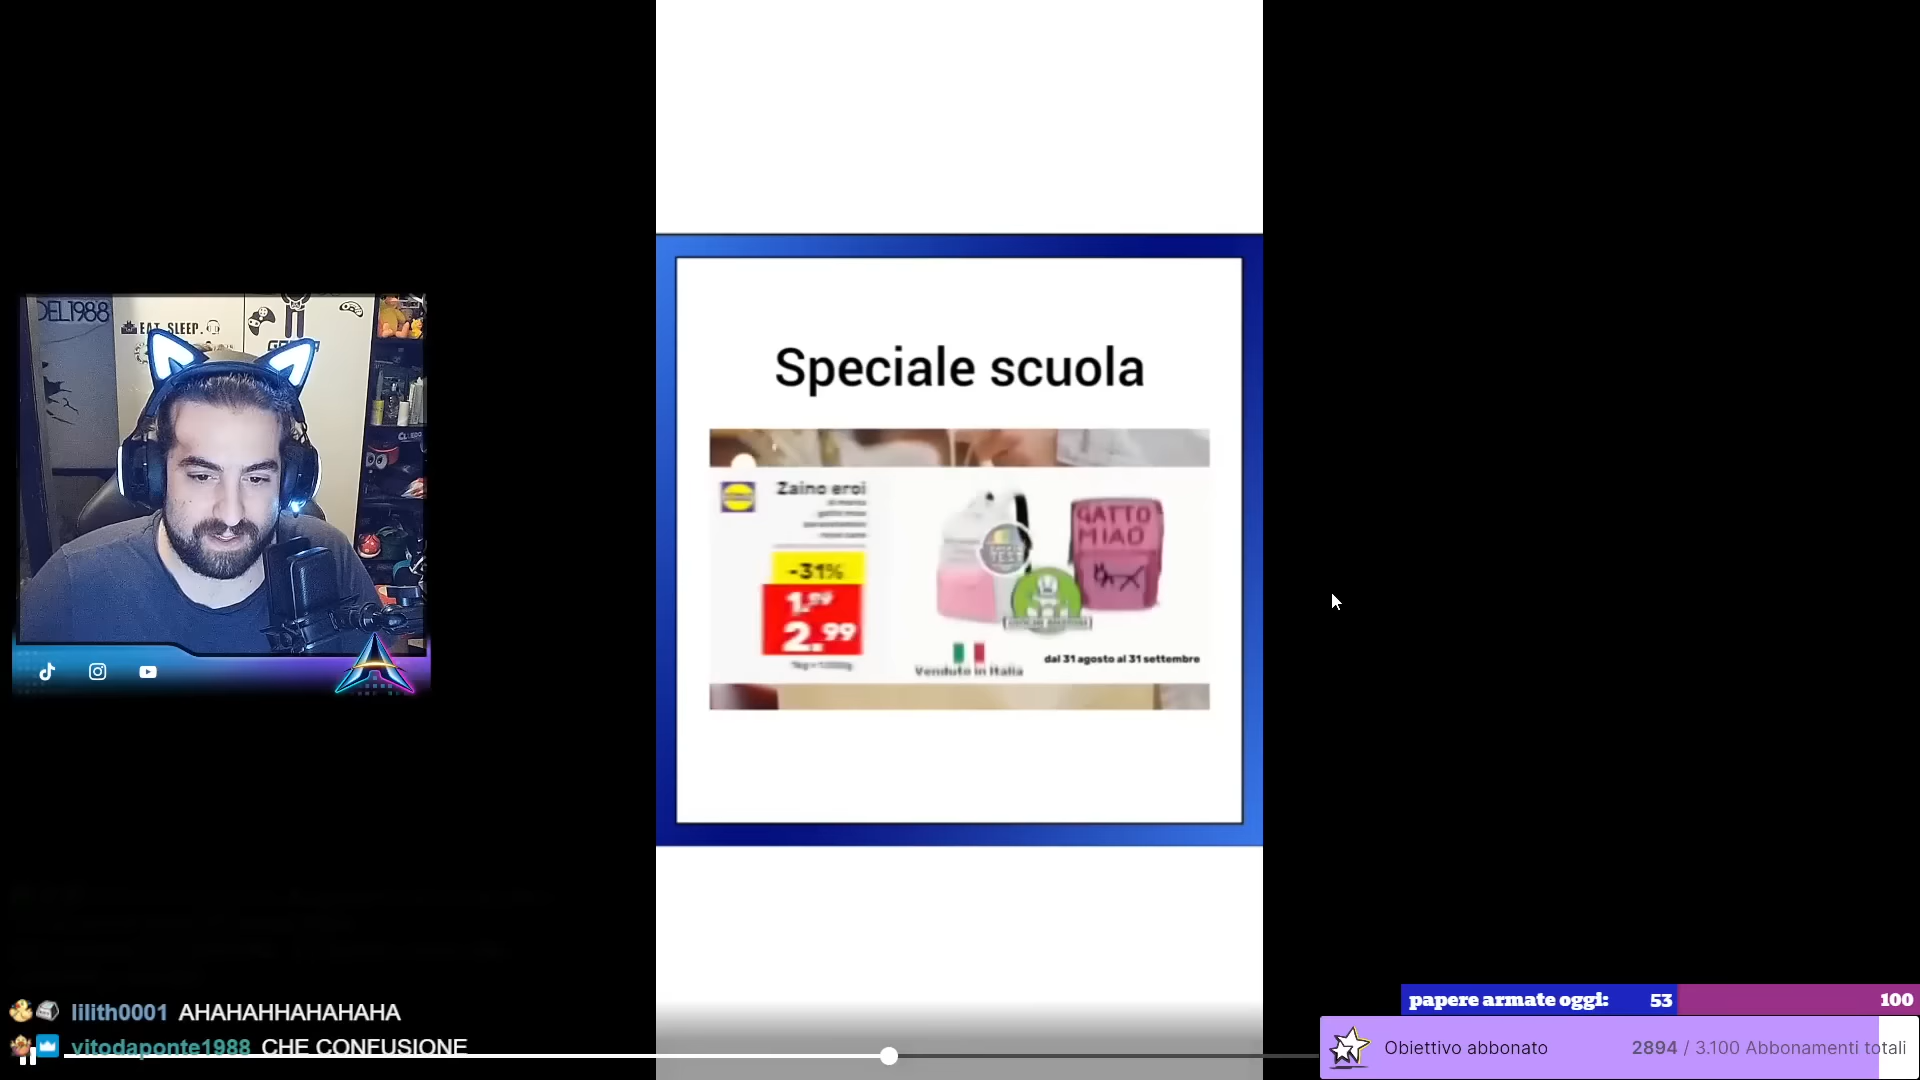 DEL1988
EAT SLEEP.
Speciale scuola
Zaino eroi
-31%
1.99
2.99
GATTO
MIAO
TEST
Venduto in Italia
dal 31 agosto al 31 settembre
lilith0001 AHAHAHHAHAHAHA
vitodaponte1988 CHE CONFUSIONE
papere armate oggi: 53 100
Obiettivo abbonato 2894 / 3.100 Abbonamenti totali